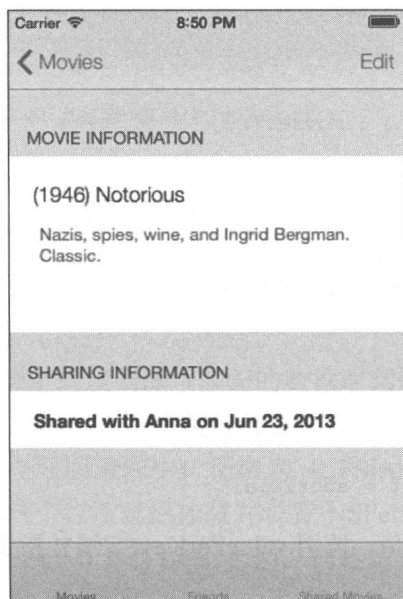 Carrier 8:50 PM
Movies Edit
MOVIE INFORMATION
(1946) Notorious
Nazis, spies, wine, and Ingrid Bergman.
Classic.
SHARING INFORMATION
Shared with Anna on Jun 23, 2013
Movies Friends Shared Movies